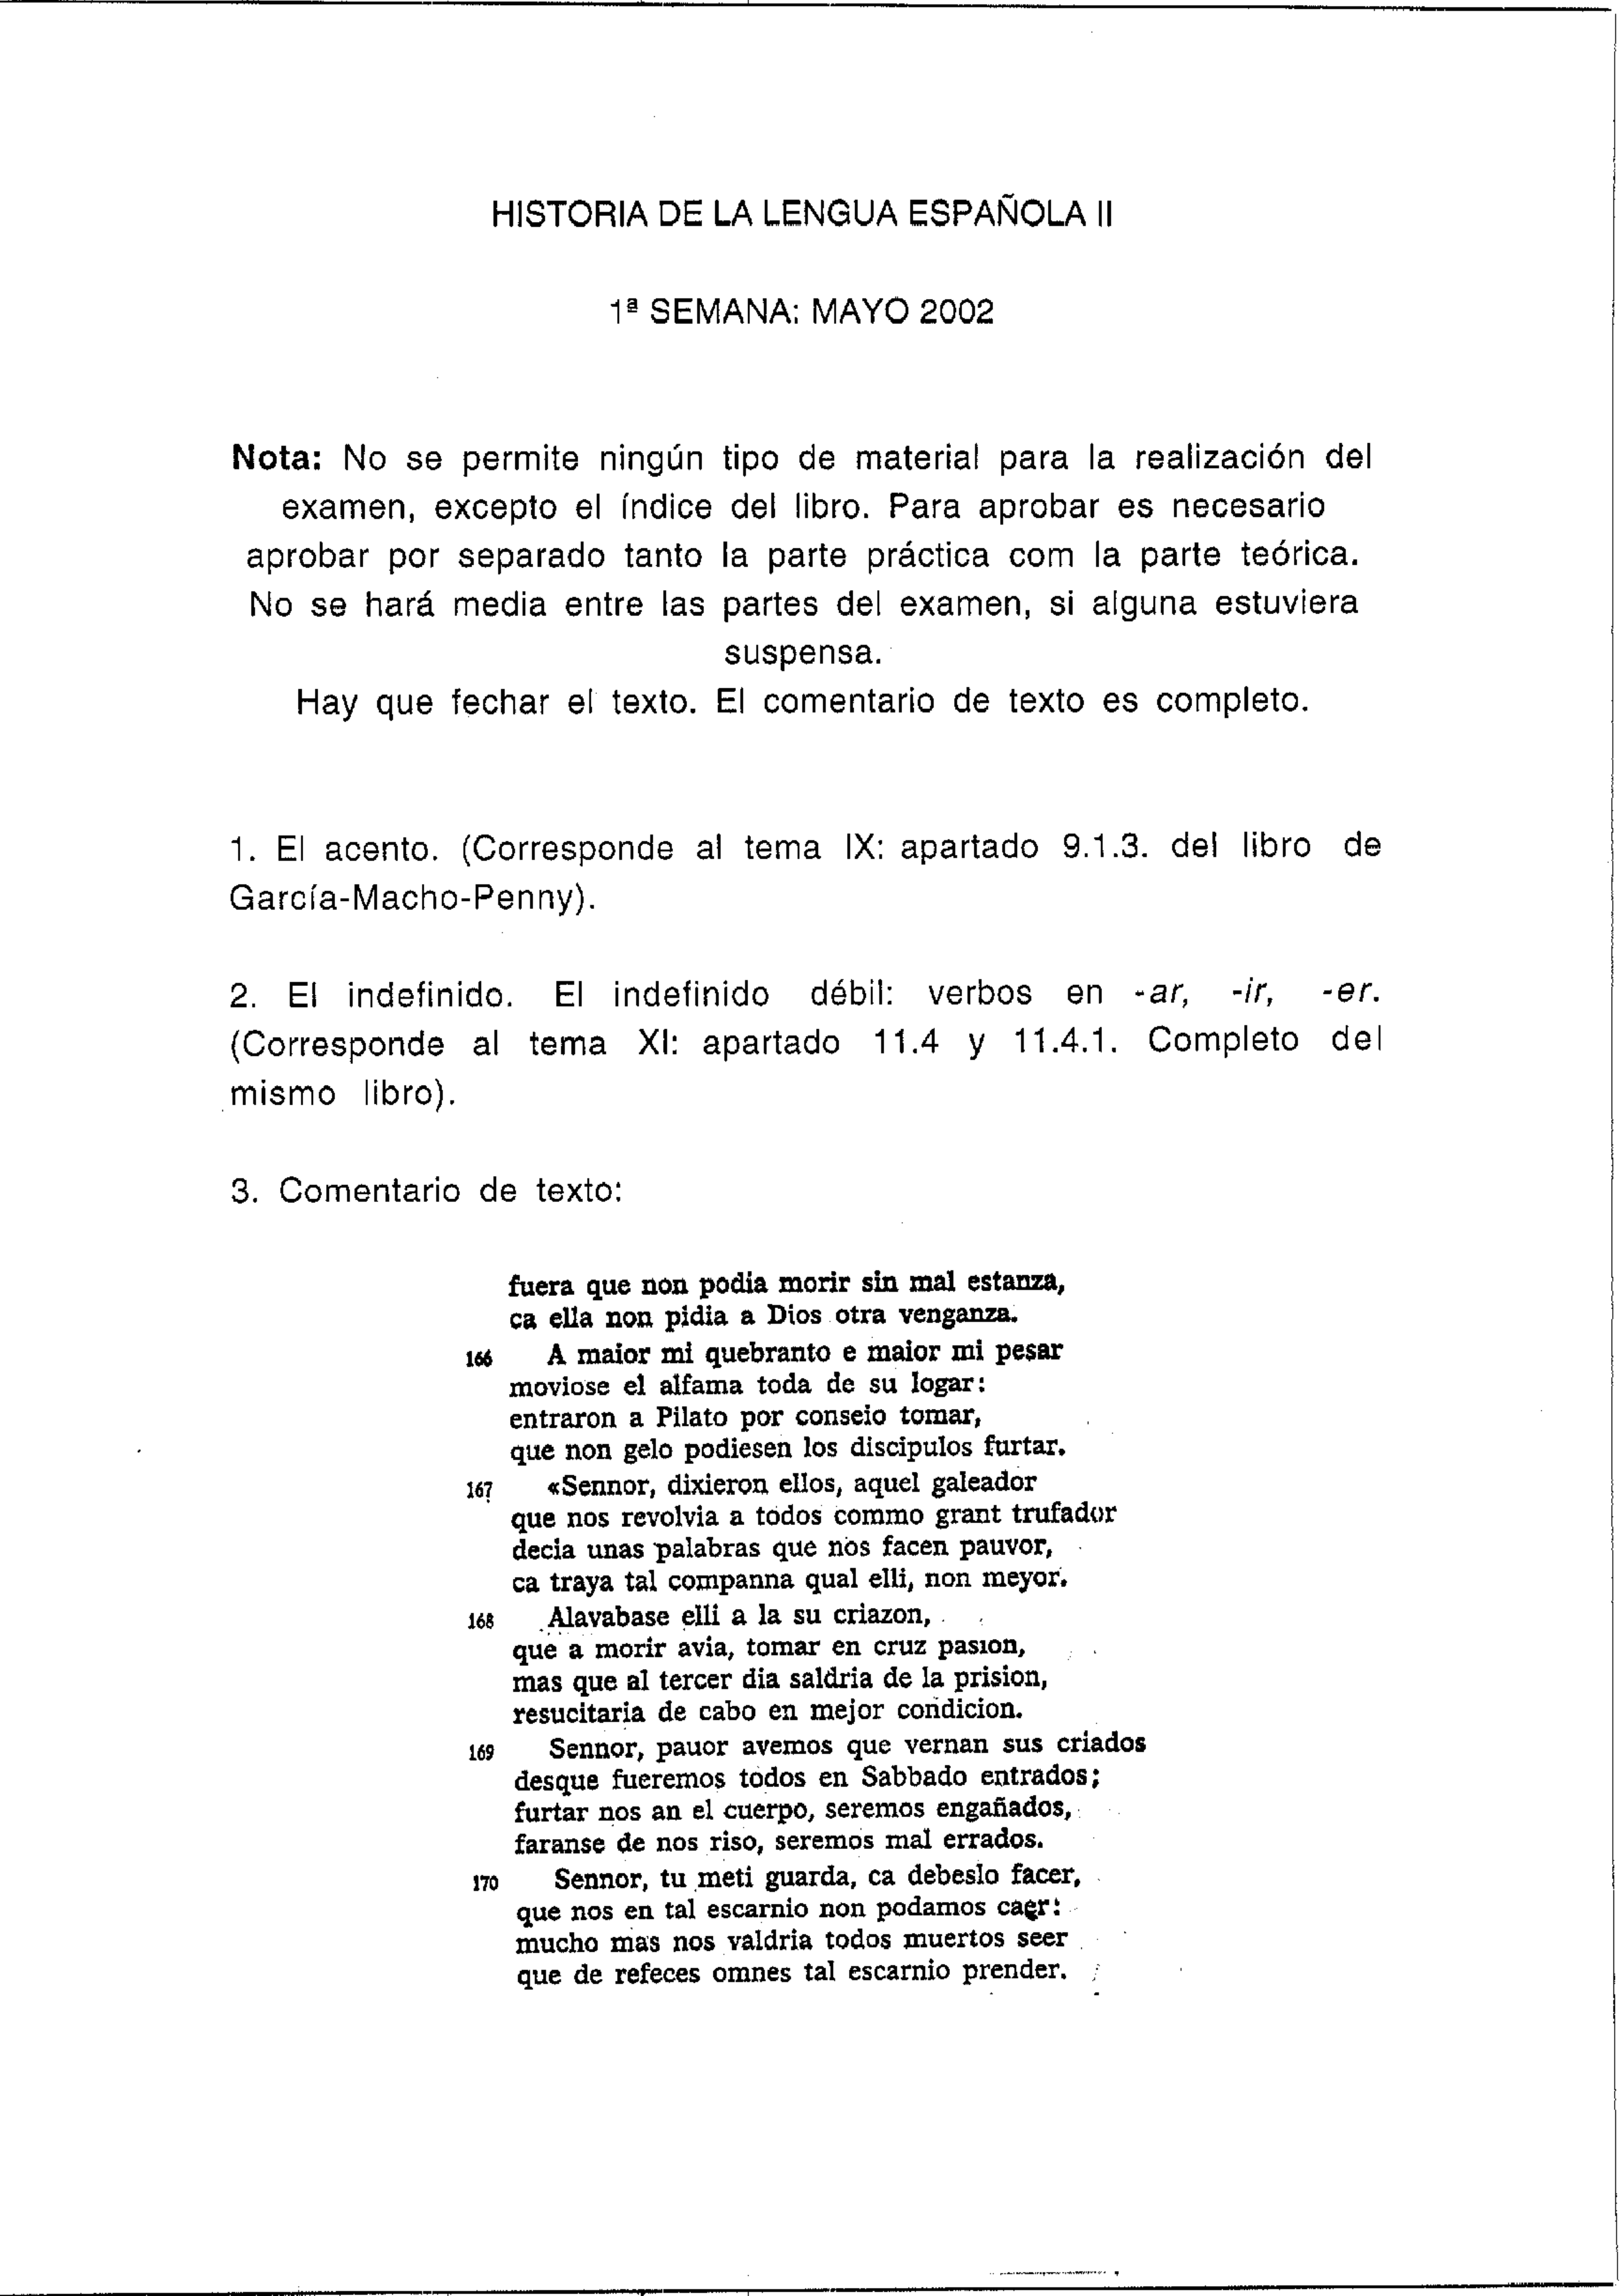 HISTORIA DE LA LENGUA ESPAÑOLA II
1ª SEMANA: MAYO 2002
Nota: No se permite ningún tipo de material para la realización del
examen, excepto el índice del libro. Para aprobar es necesario
aprobar por separado tanto la parte práctica com la parte teórica.
No se hará media entre las partes del examen, si alguna estuviera
suspensa.
Hay que fechar el texto. El comentario de texto es completo.
1. El acento. (Corresponde al tema IX: apartado 9.1.3. del libro de
García-Macho-Penny).
2. El indefinido. El indefinido débil: verbos en -ar, -ir, -er.
(Corresponde al tema XI: apartado 11.4 y 11.4.1. Completo del
mismo libro).
3. Comentario de texto:
fuera que non podia morir sin mal estanza,
ca ella non pidia a Dios otra venganza.
166 A maior mi quebranto e maior mi pesar
moviose el alfama toda de su logar:
entraron a Pilato por conseio tomar,
que non gelo podiesen los discipulos furtar.
167 «Sennor, dixieron ellos, aquel galeador
que nos revolvia a todos commo grant trufador
decia unas palabras que nos facen pauvor,
ca traya tal companna qual elli, non meyor.
168 Alavabase elli a la su criazon,
que a morir avia, tomar en cruz pasion,
mas que al tercer dia saldria de la prision,
resucitaria de cabo en mejor condicion.
169 Sennor, pauor avemos que vernan sus criados
desque fueremos todos en Sabbado entrados;
furtar nos an el cuerpo, seremos engañados,
faranse de nos riso, seremos mal errados.
170 Sennor, tu meti guarda, ca debeslo facer,
que nos en tal escarnio non podamos caer:
mucho mas nos valdria todos muertos seer
que de refeces omnes tal escarnio prender.